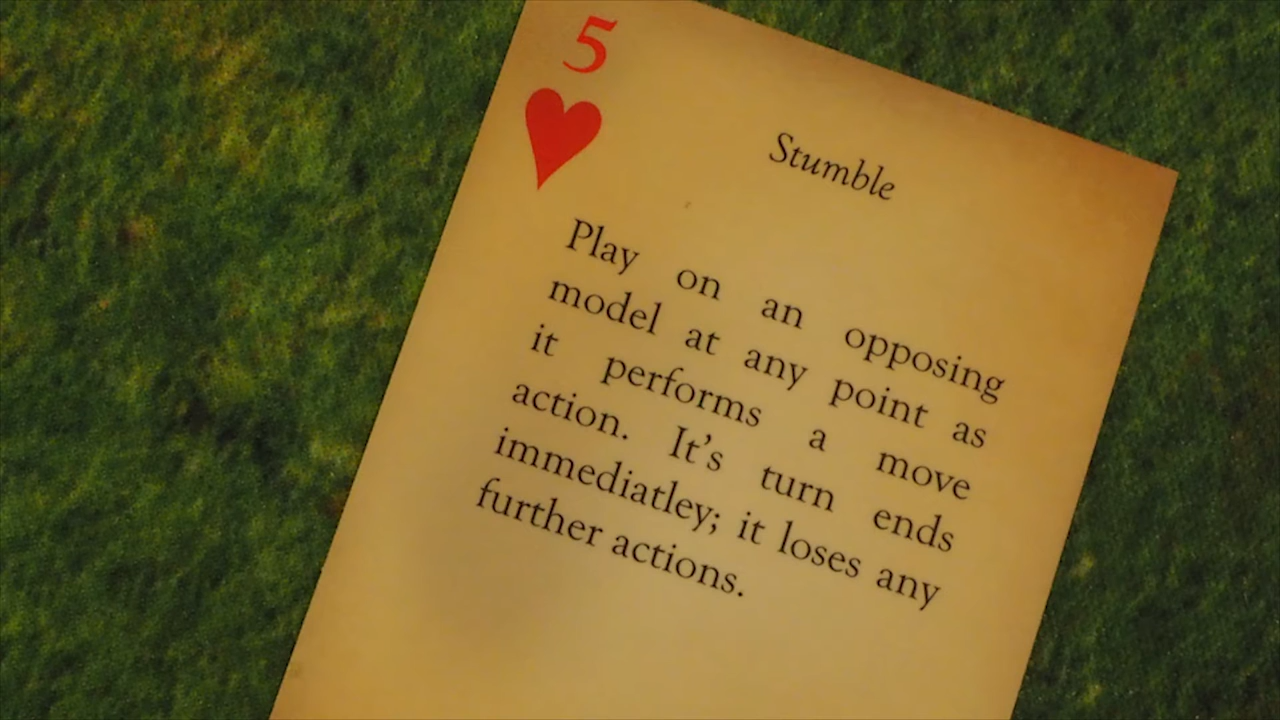 5
Stumble
Play on an opposing
model at any point as
it performs a move
action. It’s turn ends
immediatley; it loses any
further actions.